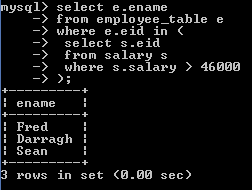 mysql> select e.ename
-> from employee_table e
-> where e.eid in (
-> select s.eid
-> from salary s
-> where s.salary > 46000
-> );
+---------+
| ename |
+---------+
| Fred |
| Darragh |
| Sean |
+---------+
3 rows in set (0.00 sec)